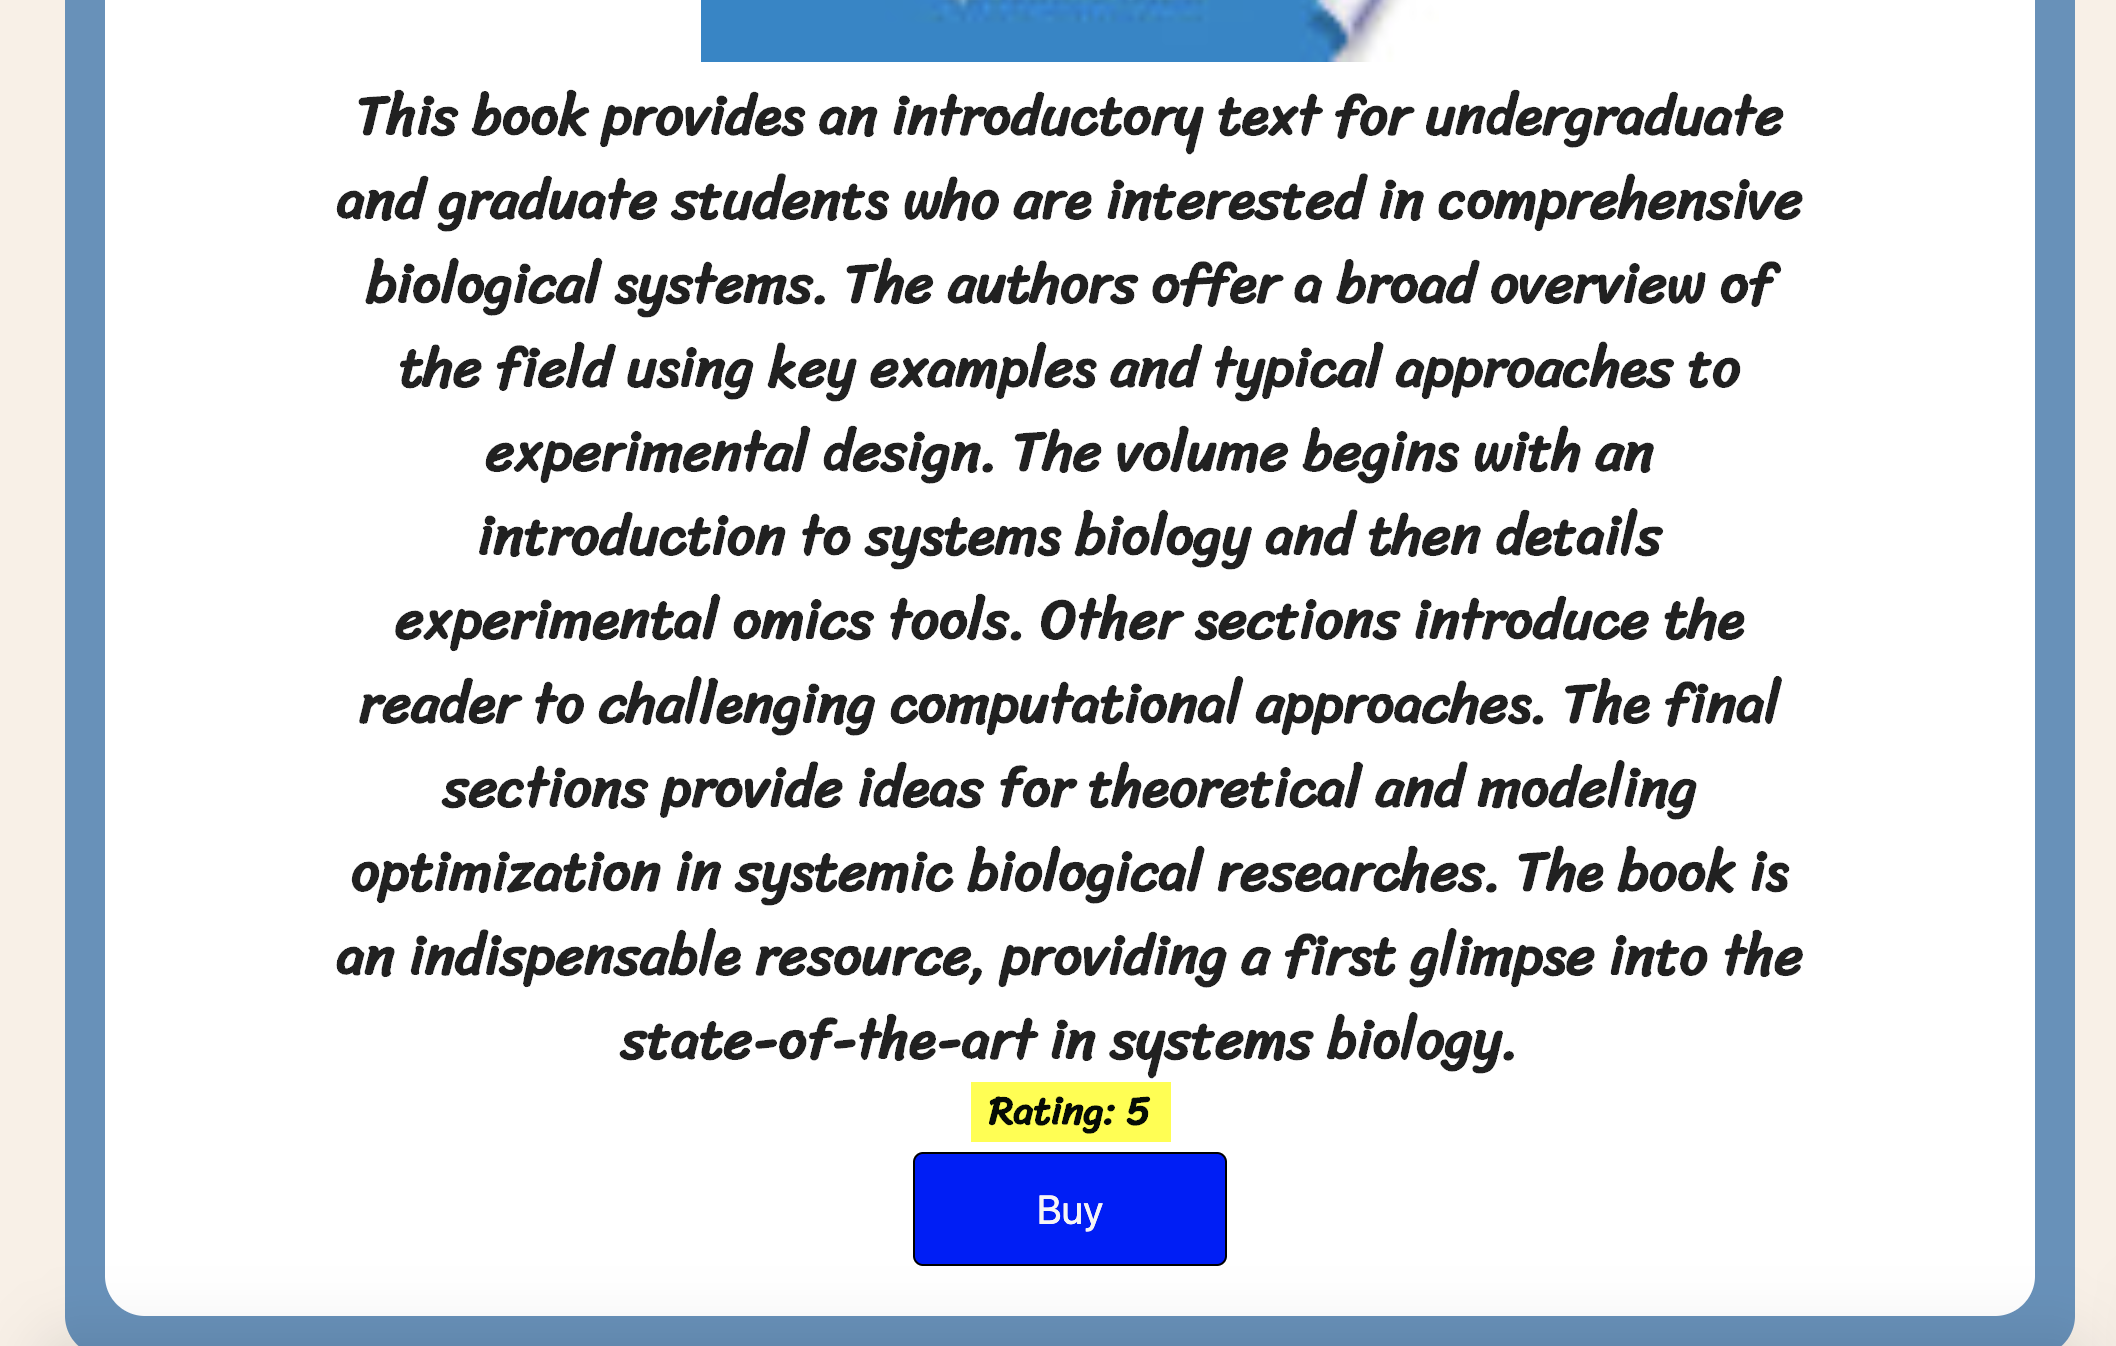 This book provides an introductory text for undergraduate
and graduate students who are interested in comprehensive
biological systems. The authors offer a broad overview of
the field using key examples and typical approaches to
experimental design. The volume begins with an
introduction to systems biology and then details
experimental omics tools. Other sections introduce the
reader to challenging computational approaches. The final
sections provide ideas for theoretical and modeling
optimization in systemic biological researches. The book is
an indispensable resource, providing a first glimpse into the
state-of-the-art in systems biology.
Rating: 5
Buy